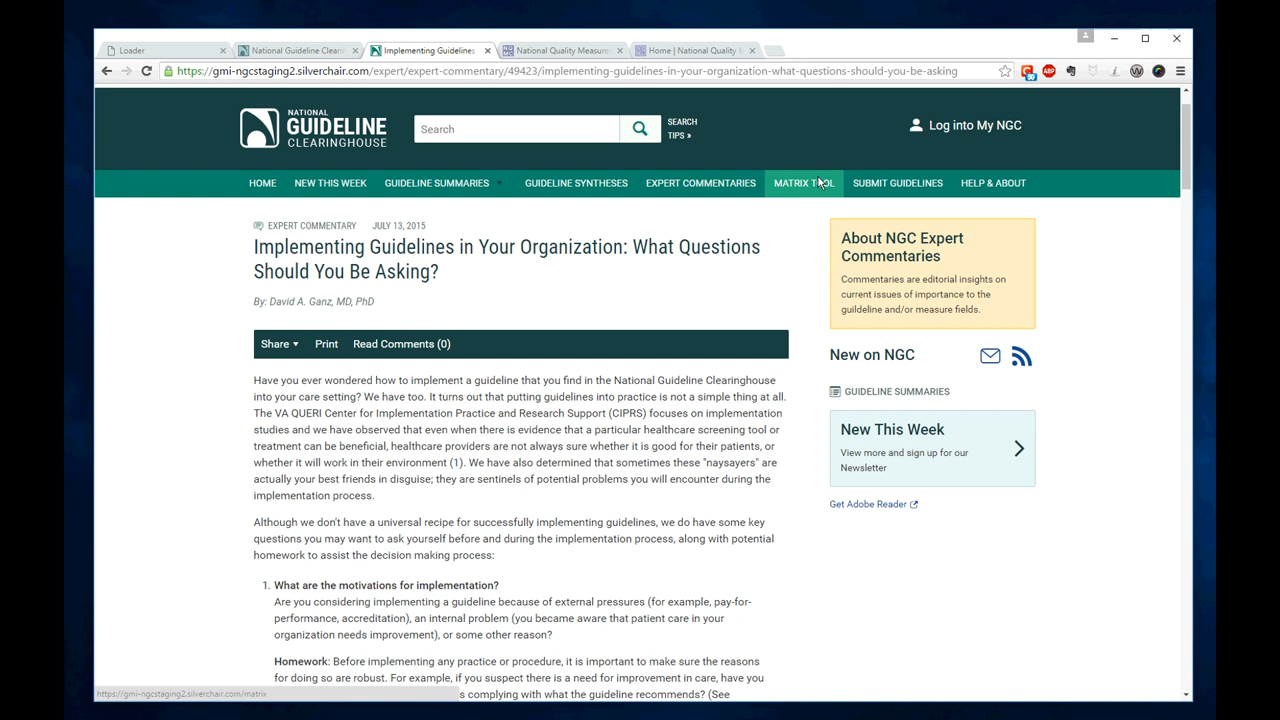 Loader
National Guideline Clearin
Implementing Guidelines
National Quality Measure
Home | National Quality M
https://gmi-ngcstaging2.silverchair.com/expert/expert-commentary/49423/implementing-guidelines-in-your-organization-what-questions-should-you-be-asking
NATIONAL
GUIDELINE
CLEARINGHOUSE
Search
SEARCH
TIPS »
Log into My NGC
HOME NEW THIS WEEK GUIDELINE SUMMARIES GUIDELINE SYNTHESES EXPERT COMMENTARIES MATRIX TOOL SUBMIT GUIDELINES HELP & ABOUT
EXPERT COMMENTARY JULY 13, 2015
Implementing Guidelines in Your Organization: What Questions
Should You Be Asking?
By: David A. Ganz, MD, PhD
Share Print Read Comments (0)
Have you ever wondered how to implement a guideline that you find in the National Guideline Clearinghouse
into your care setting? We have too. It turns out that putting guidelines into practice is not a simple thing at all.
The VA QUERI Center for Implementation Practice and Research Support (CIPRS) focuses on implementation
studies and we have observed that even when there is evidence that a particular healthcare screening tool or
treatment can be beneficial, healthcare providers are not always sure whether it is good for their patients, or
whether it will work in their environment (1). We have also determined that sometimes these "naysayers" are
actually your best friends in disguise; they are sentinels of potential problems you will encounter during the
implementation process.
Although we don't have a universal recipe for successfully implementing guidelines, we do have some key
questions you may want to ask yourself before and during the implementation process, along with potential
homework to assist the decision making process:
1. What are the motivations for implementation?
Are you considering implementing a guideline because of external pressures (for example, pay-for-
performance, accreditation), an internal problem (you became aware that patient care in your
organization needs improvement), or some other reason?
Homework: Before implementing any practice or procedure, it is important to make sure the reasons
for doing so are robust. For example, if you suspect there is a need for improvement in care, have you
s complying with what the guideline recommends? (See
About NGC Expert
Commentaries
Commentaries are editorial insights on
current issues of importance to the
guildeline and/or measure fields.
New on NGC
GUIDELINE SUMMARIES
New This Week
View more and sign up for our
Newsletter
Get Adobe Reader
https://gmi-ngcstaging2.silverchair.com/matrix